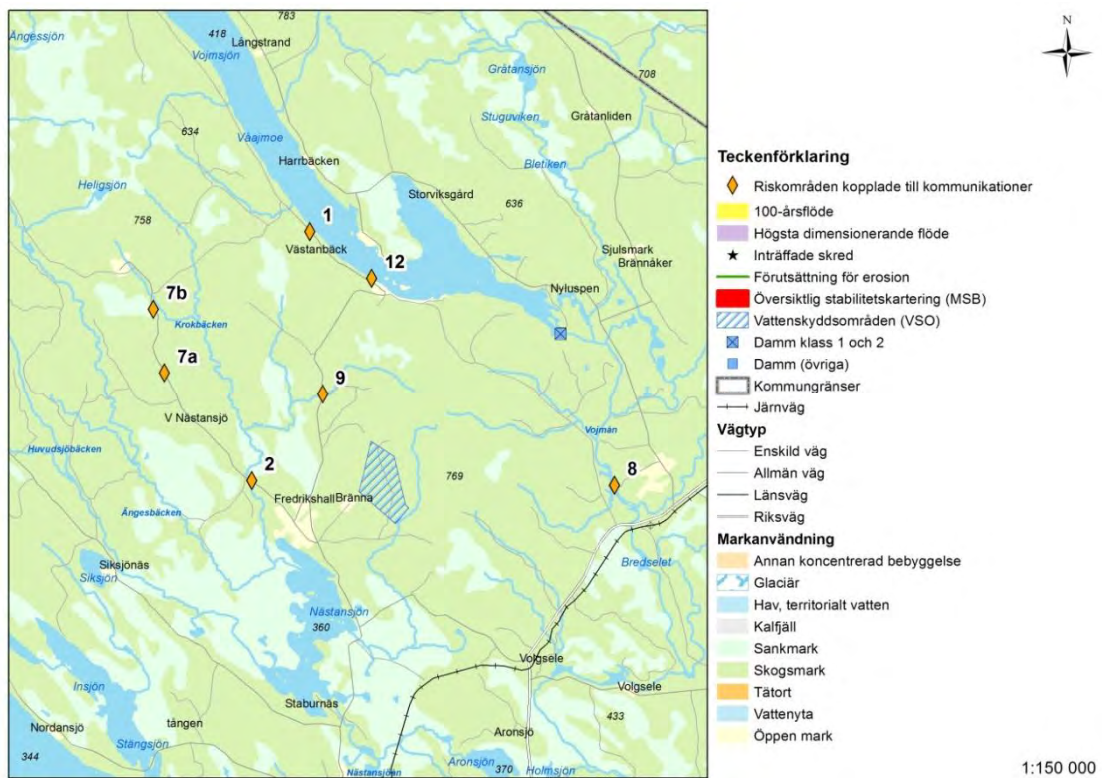 783
Ångessjön
418
Långstrand
Vojmsjön
N
Gråtansjön
708
Stuguviken
Gråtanliden
634
Vääjmoe
Harrbäcken
Bletiken
Heligsjön
Storviksgård
758
1
636
Västanbäck
Sjulsmark
Brännåker
12
Nyluspen
7b
Krokbäcken
7a
9
V Nästansjö
Vojmån
Huvudsjöbäcken
2
769
8
Fredrikshall
Bränna
Ångesbäcken
Siksjönäs
Siksjön
Bredselet
Nästansjön
360
Volgsele
Insjön
Volgsele
Staburnäs
Nordansjö
tången
433
Stångsjön
Aronsjö
344
Nästansjöån
Aronsjön
370
Holmsjön
Teckenförklaring
Riskområden kopplade till kommunikationer
100-årsflöde
Högsta dimensionerande flöde
Inträffade skred
Förutsättning för erosion
Översiktlig stabilitetskartering (MSB)
Vattenskyddsområden (VSO)
Damm klass 1 och 2
Damm (övriga)
Kommungränser
Järnväg
Vägtyp
Enskild väg
Allmän väg
Länsväg
Riksväg
Markanvändning
Annan koncentrerad bebyggelse
Glaciär
Hav, territorialt vatten
Kalfjäll
Sankmark
Skogsmark
Tätort
Vattenyta
Öppen mark
1:150 000